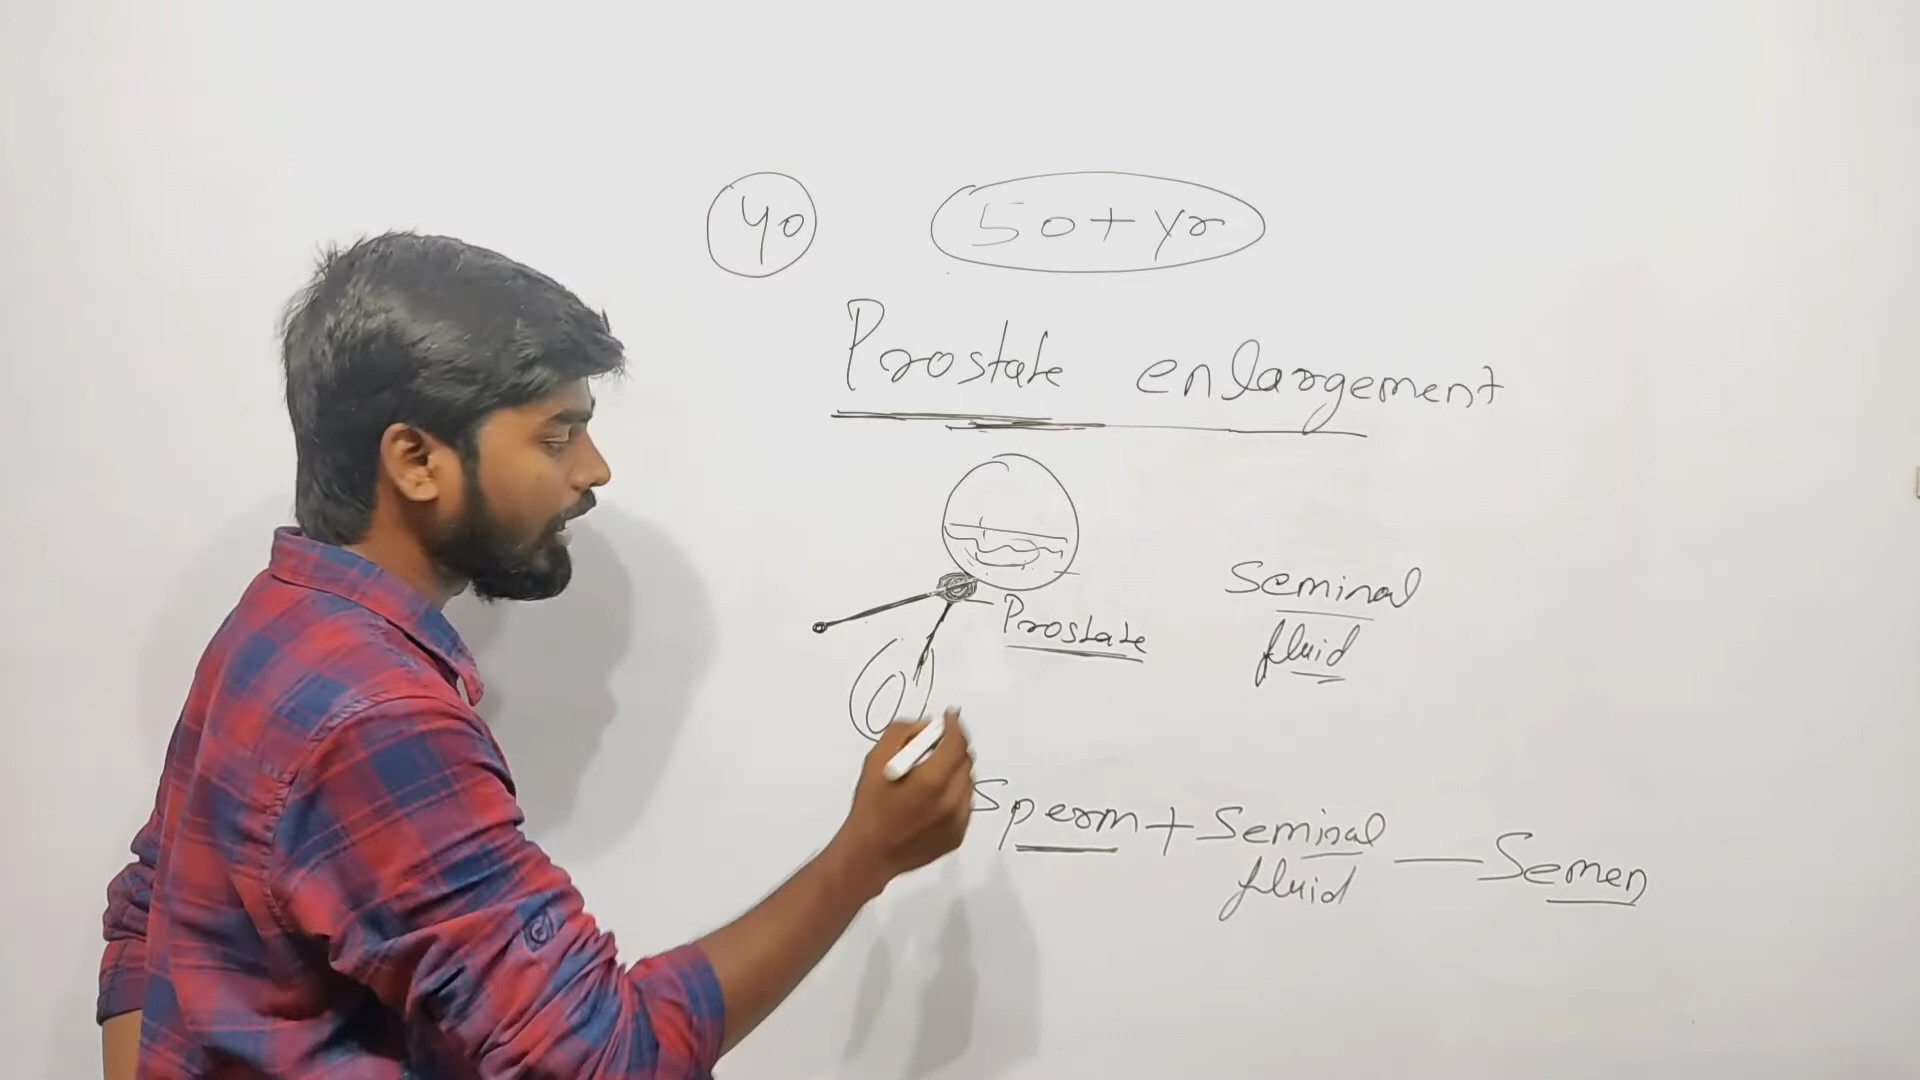 40 50+ yr
Prostate enlargement
Prostate
Seminal
fluid
Sperm + Seminal — Semen
fluid